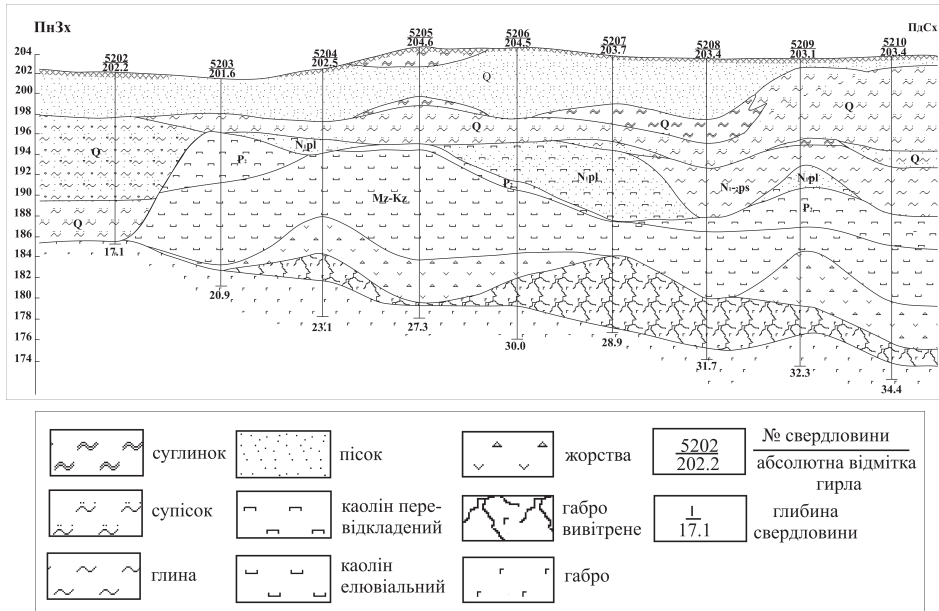 ПнЗх
ПдСх
5202
202.2
5203
201.6
5204
202.5
5205
204.6
5206
204.5
5207
203.7
5208
203.4
5209
203.1
5210
203.4
204
202
200
198
196
194
192
190
188
186
184
182
180
178
176
174
Q
Q
Q
Q
Q
Q
Q
N₁pl
P₂
Mz-Kz
P₂
N₁pl
N₁₋₂ps
N₁pl
P₂
17.1
20.9
23.1
27.3
30.0
28.9
31.7
32.3
34.4
суглинок
супісок
глина
пісок
каолін пере-
відкладений
каолін
елювіальний
жорства
габро
вивітрене
габро
5202
202.2
№ свердловини
абсолютна відмітка
гирла
17.1
глибина
свердловини